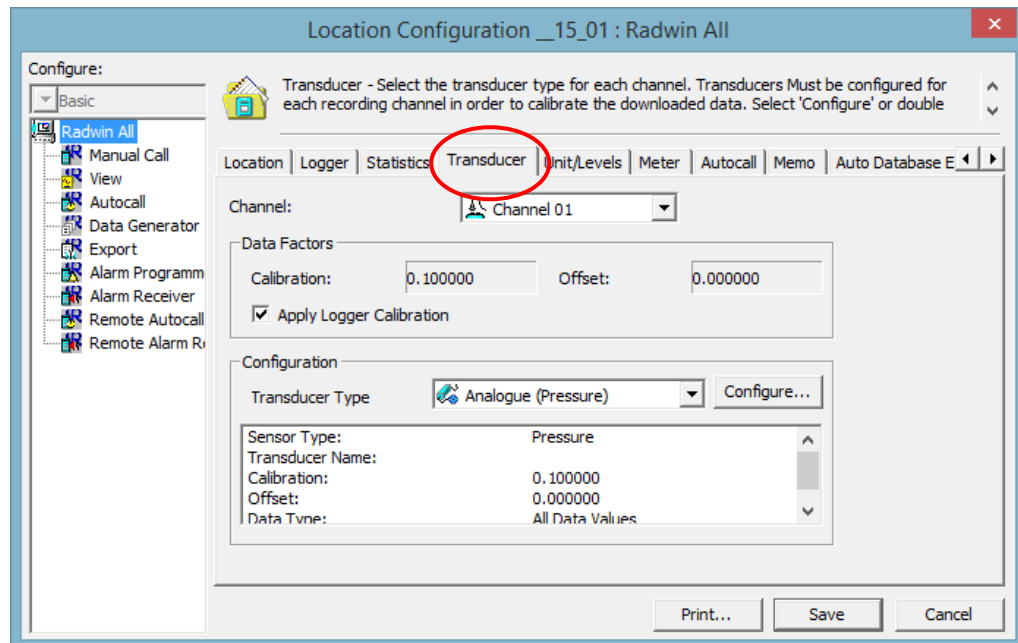 Location Configuration __15_01 : Radwin All
Configure:
Basic
Radwin All
Manual Call
View
Autocall
Data Generator
Export
Alarm Programm
Alarm Receiver
Remote Autocall
Remote Alarm Re
Transducer - Select the transducer type for each channel. Transducers Must be configured for
each recording channel in order to calibrate the downloaded data. Select 'Configure' or double
Location Logger Statistics Transducer Unit/Levels Meter Autocall Memo Auto Database E
Channel: Channel 01
Data Factors
Calibration: 0.100000 Offset: 0.000000
Apply Logger Calibration
Configuration
Transducer Type Analogue (Pressure) Configure...
Sensor Type: Pressure
Transducer Name:
Calibration: 0.100000
Offset: 0.000000
Data Type: All Data Values
Print... Save Cancel